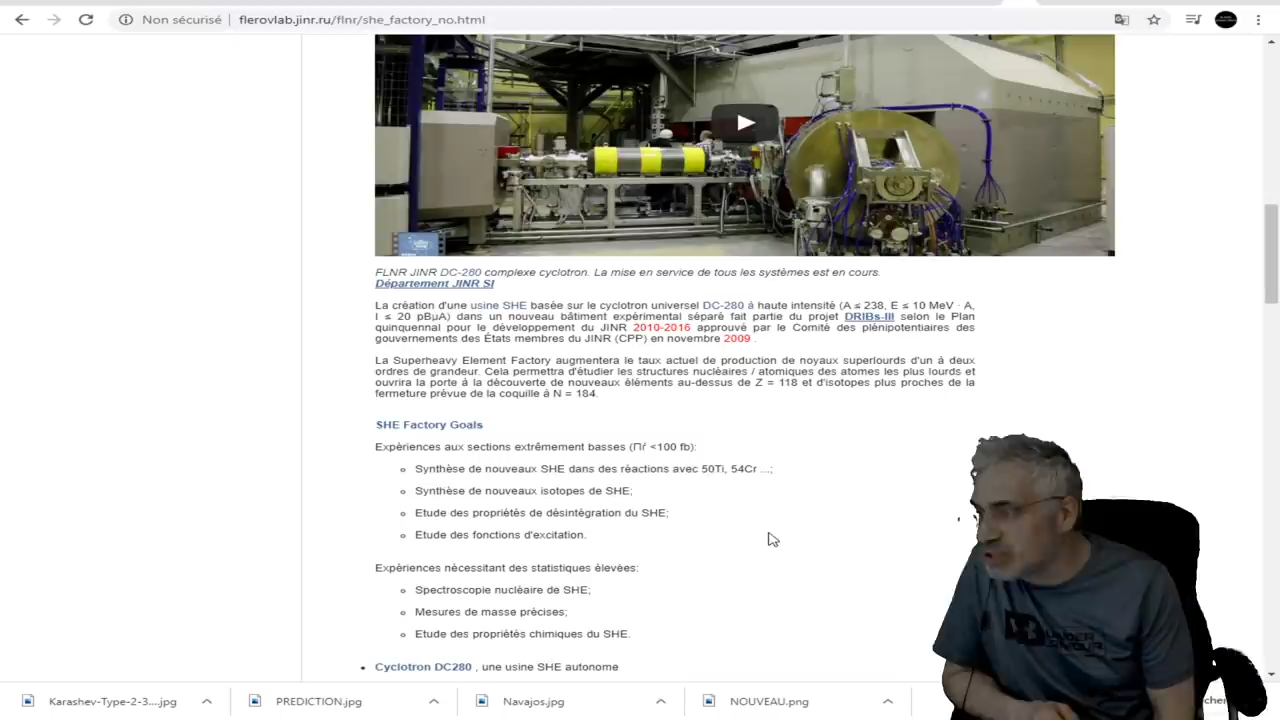 Non sécurisé | flerovlab.jinr.ru/flnr/she_factory_no.html
FLNR JINR DC-280 complexe cyclotron. La mise en service de tous les systèmes est en cours.
Département JINR SI
La création d'une usine SHE basée sur le cyclotron universel DC-280 à haute intensité (A ≤ 238, E ≤ 10 MeV · A,
I ≤ 20 pBμA) dans un nouveau bâtiment expérimental séparé fait partie du projet DRIBs-III selon le Plan
quinquennal pour le développement du JINR 2010-2016 approuvé par le Comité des plénipotentiaires des
gouvernements des États membres du JINR (CPP) en novembre 2009 .
La Superheavy Element Factory augmentera le taux actuel de production de noyaux superlourds d'un à deux
ordres de grandeur. Cela permettra d'étudier les structures nucléaires / atomiques des atomes les plus lourds et
ouvrira la porte à la découverte de nouveaux éléments au-dessus de Z = 118 et d'isotopes plus proches de la
fermeture prévue de la coquille à N = 184.
SHE Factory Goals
Expériences aux sections extrêmement basses (Πѓ <100 fb):
Synthèse de nouveaux SHE dans des réactions avec 50Ti, 54Cr ...;
Synthèse de nouveaux isotopes de SHE;
Etude des propriétés de désintégration du SHE;
Etude des fonctions d'excitation.
Expériences nécessitant des statistiques élevées:
Spectroscopie nucléaire de SHE;
Mesures de masse précises;
Etude des propriétés chimiques du SHE.
Cyclotron DC280 , une usine SHE autonome
UNDER
Karashev-Type-2-3....jpg
PREDICTION.jpg
Navajos.jpg
NOUVEAU.png